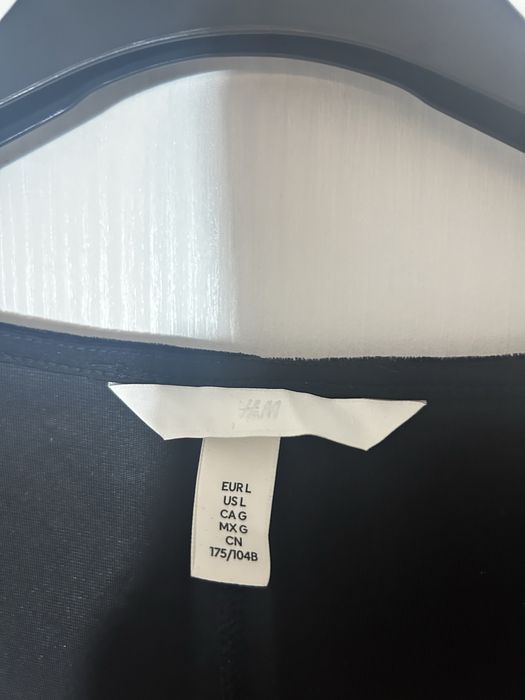 H&M
EUR L
US L
CA G
MX G
CN
175/104B